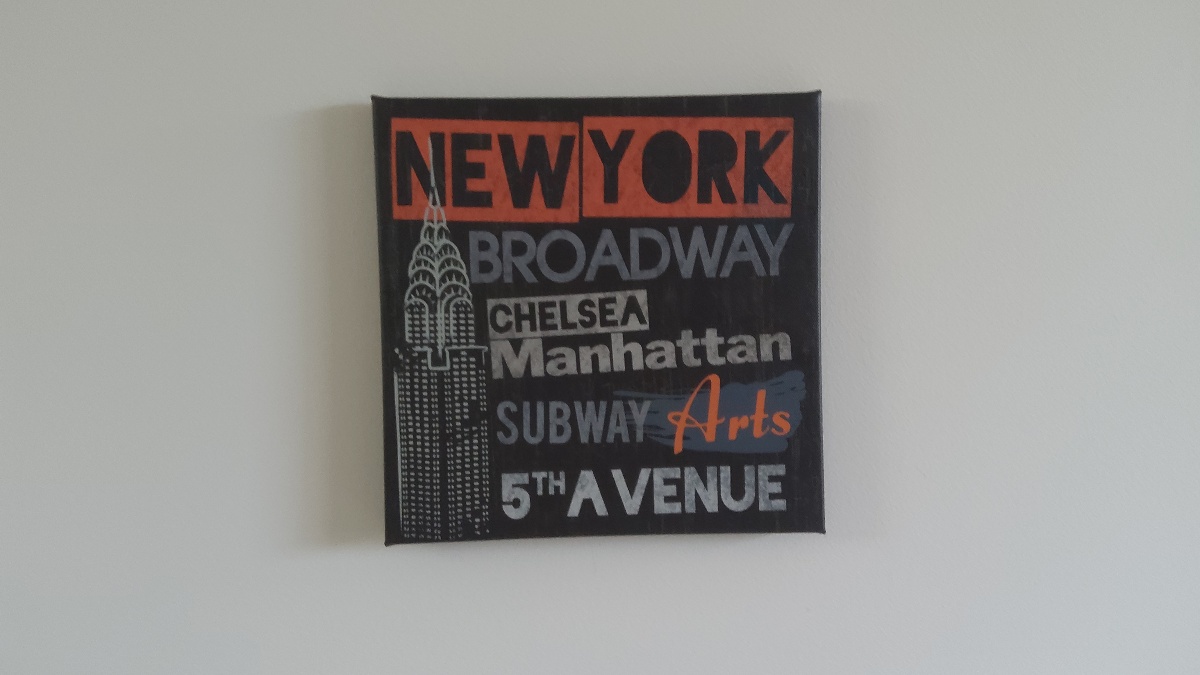 NEW YORK
BROADWAY
CHELSEA
Manhattan
SUBWAY Arts
5TH AVENUE